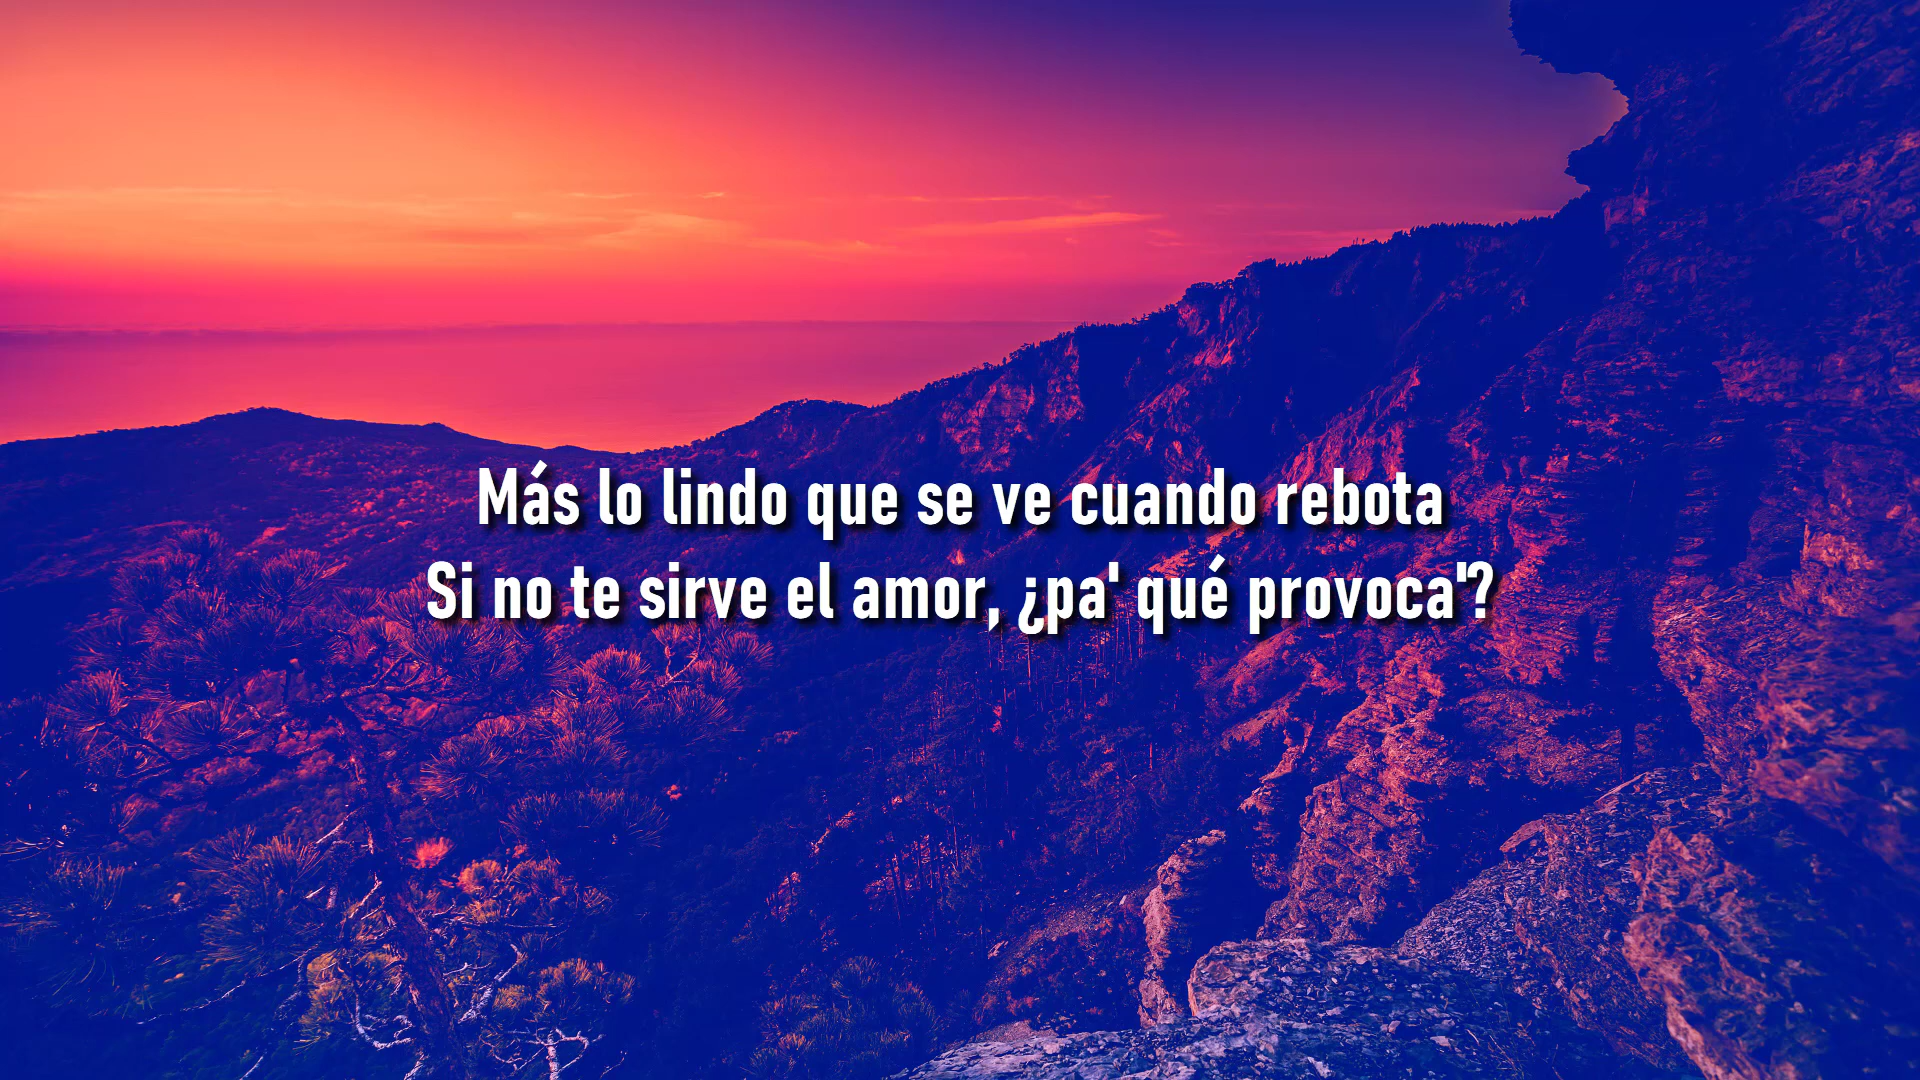 Más lo lindo que se ve cuando rebota
Si no te sirve el amor, ¿pa' qué provoca'?